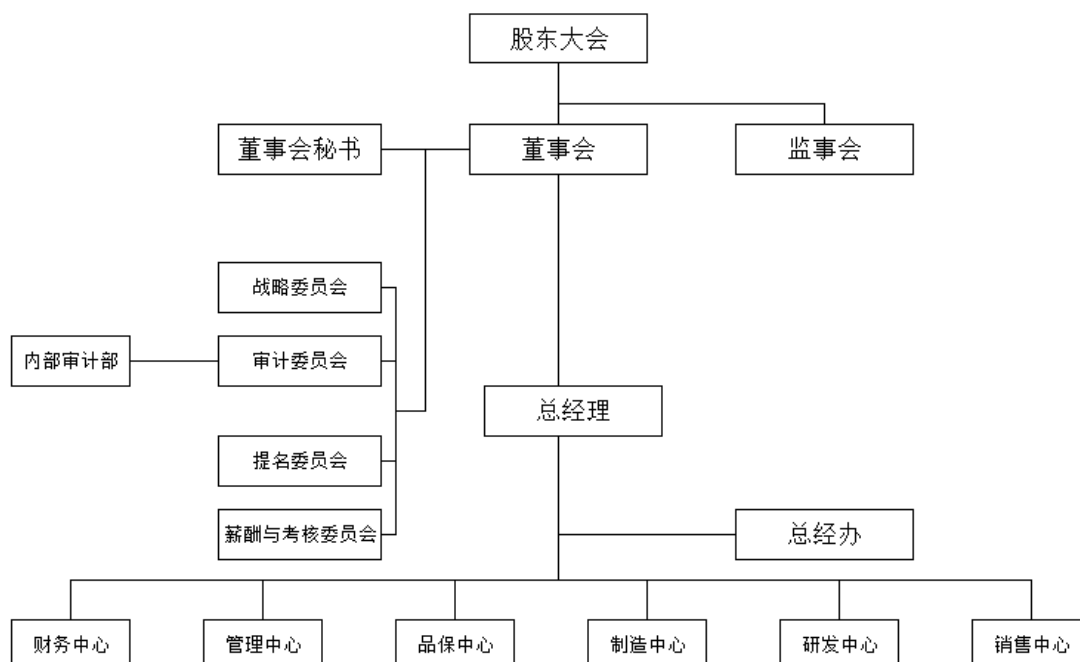 股东大会
董事会秘书
董事会
监事会
战略委员会
内部审计部
审计委员会
总经理
提名委员会
薪酬与考核委员会
总经办
财务中心
管理中心
品保中心
制造中心
研发中心
销售中心